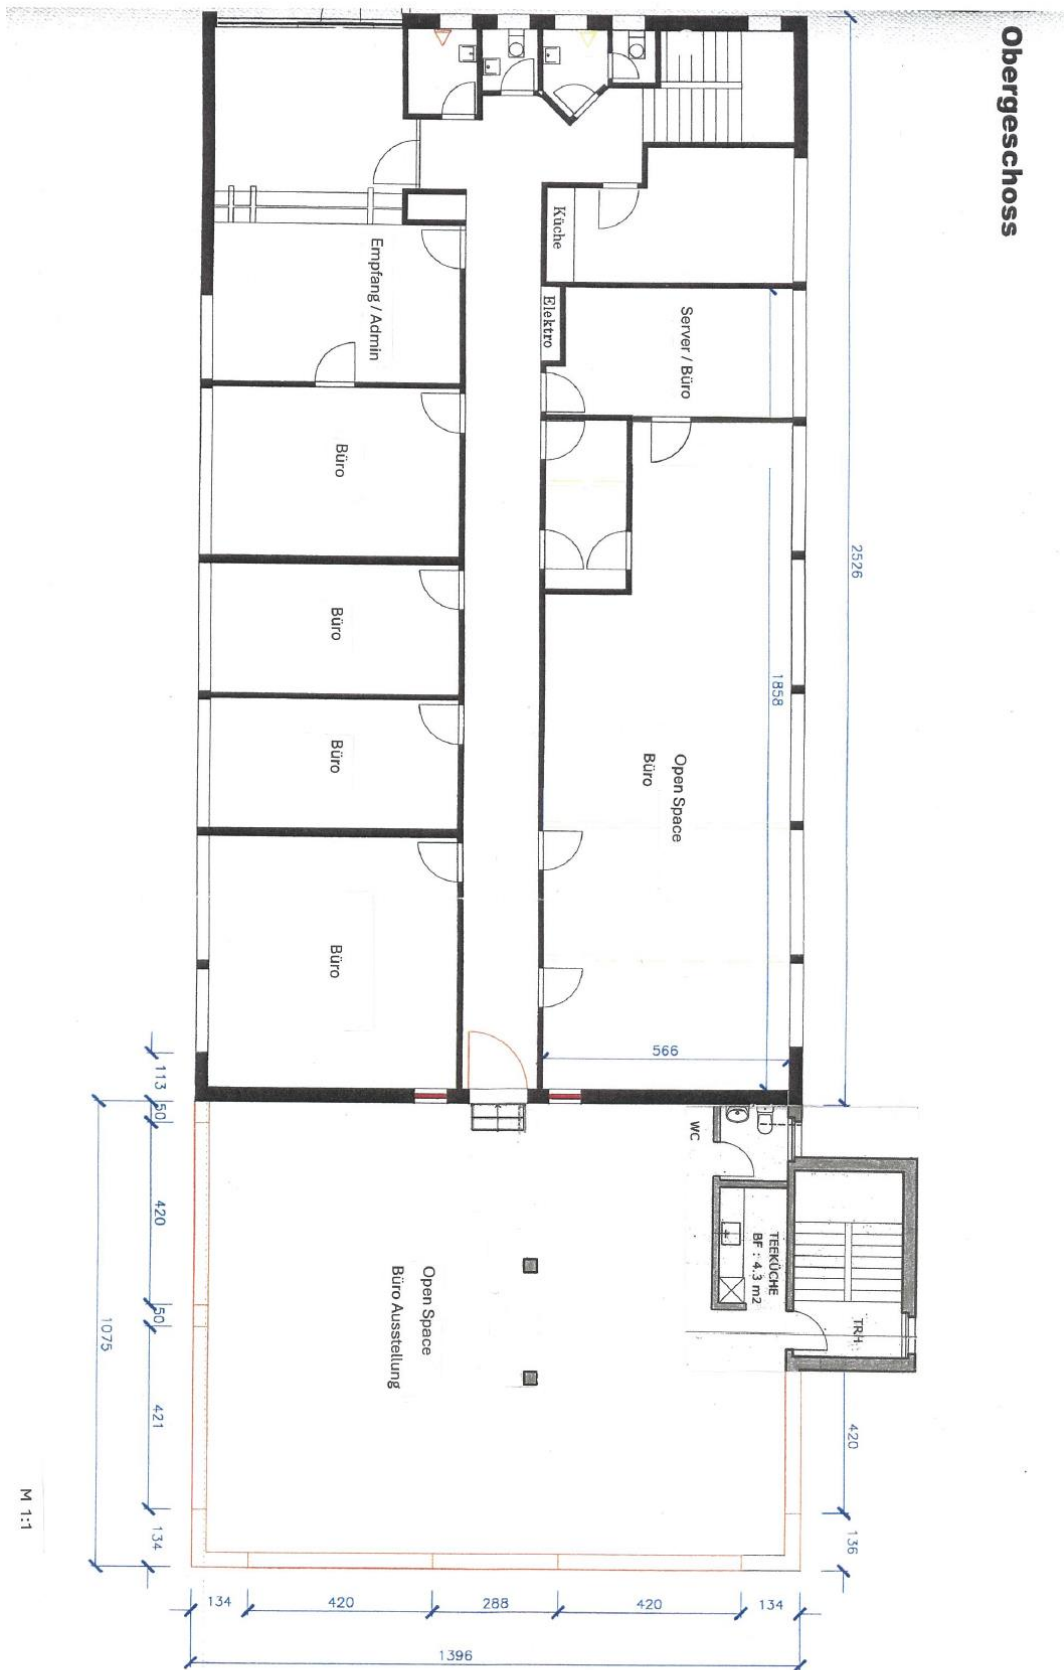 Obergeschoss
Küche
Elektro
Server / Büro
Empfang / Admin
Büro
Büro
Büro
Büro
Open Space
Büro
2526
1858
566
113
50
420
50
421
134
1075
WC
TEEKÜCHE
BF : 4.3 m2
TRH.
Open Space
Büro Ausstellung
420
136
134
420
288
420
134
1396
M 1:1